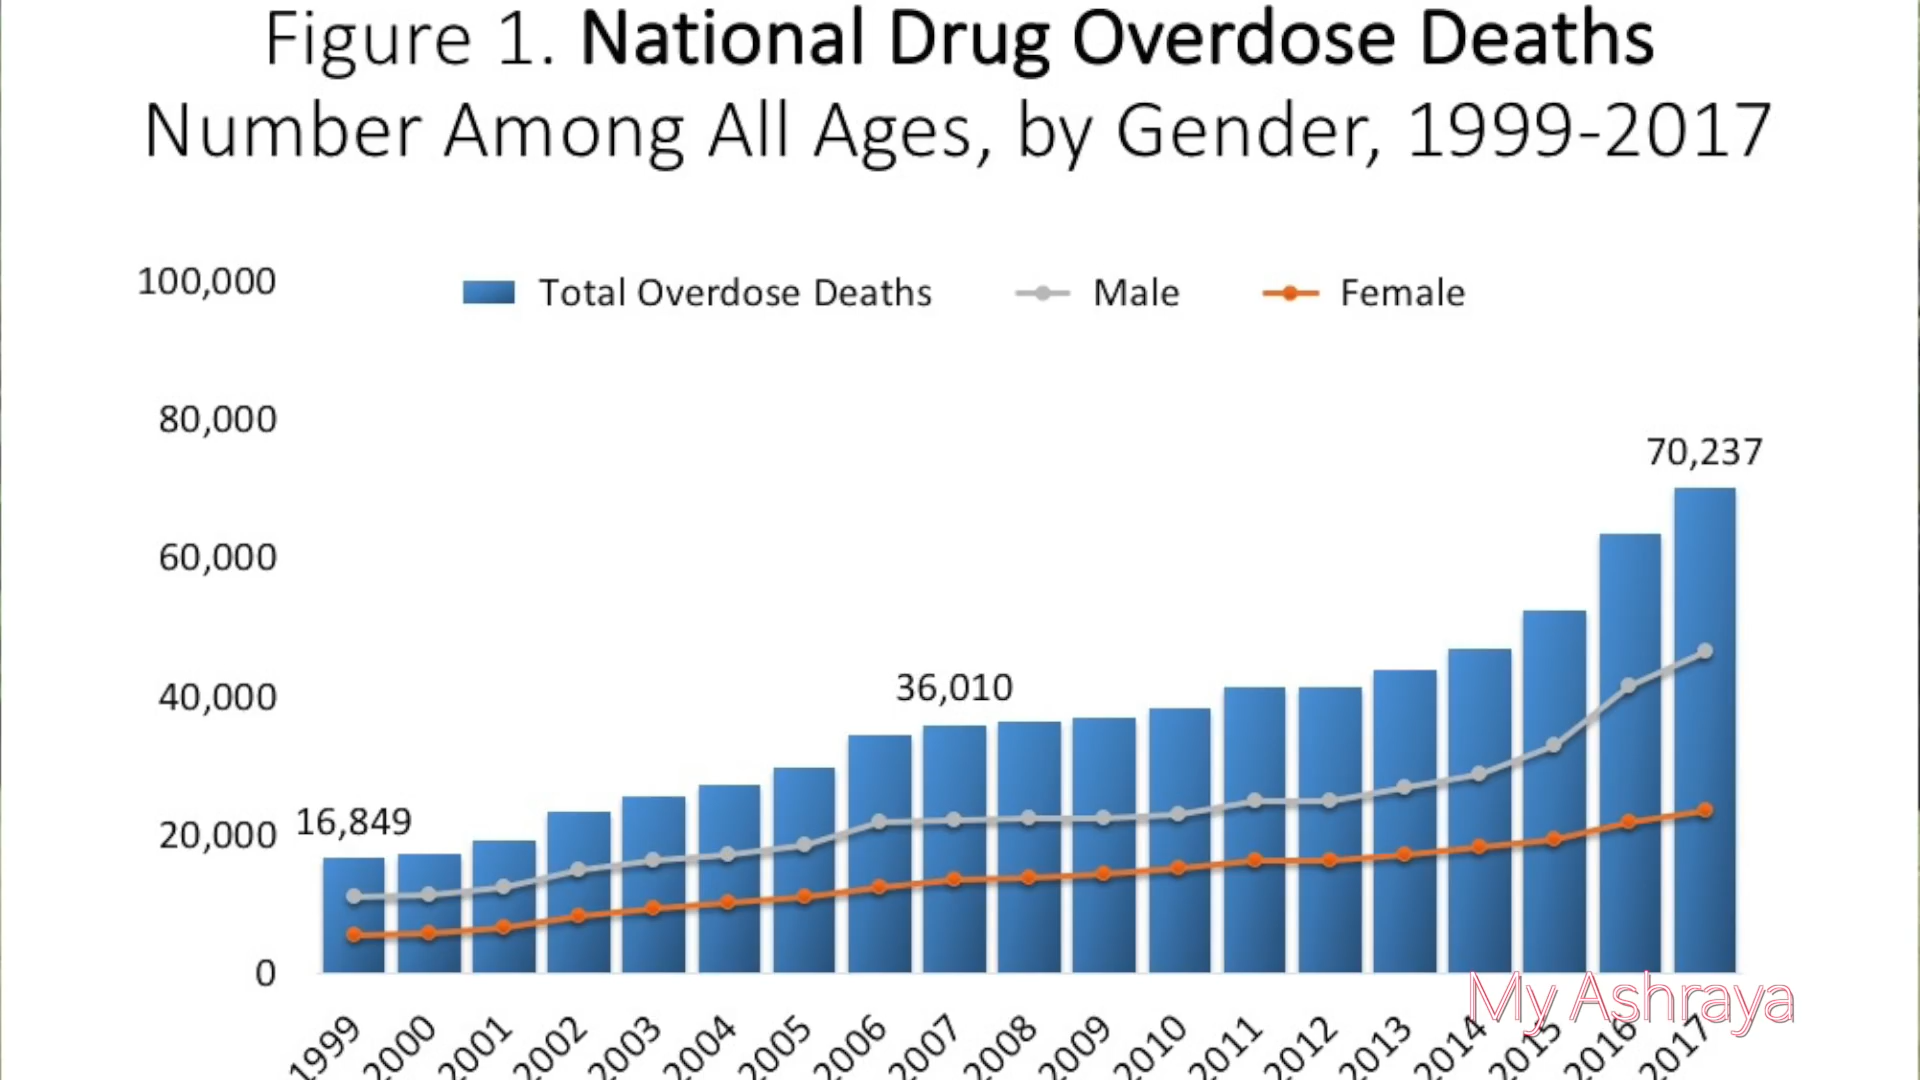 Figure 1. National Drug Overdose Deaths
Number Among All Ages, by Gender, 1999-2017
100,000
Total Overdose Deaths Male Female
80,000
70,237
60,000
40,000
36,010
20,000
16,849
0
1999 2000 2001 2002 2003 2004 2005 2006 2007 2008 2009 2010 2011 2012 2013 2014 2015 2016 2017
My Ashraya